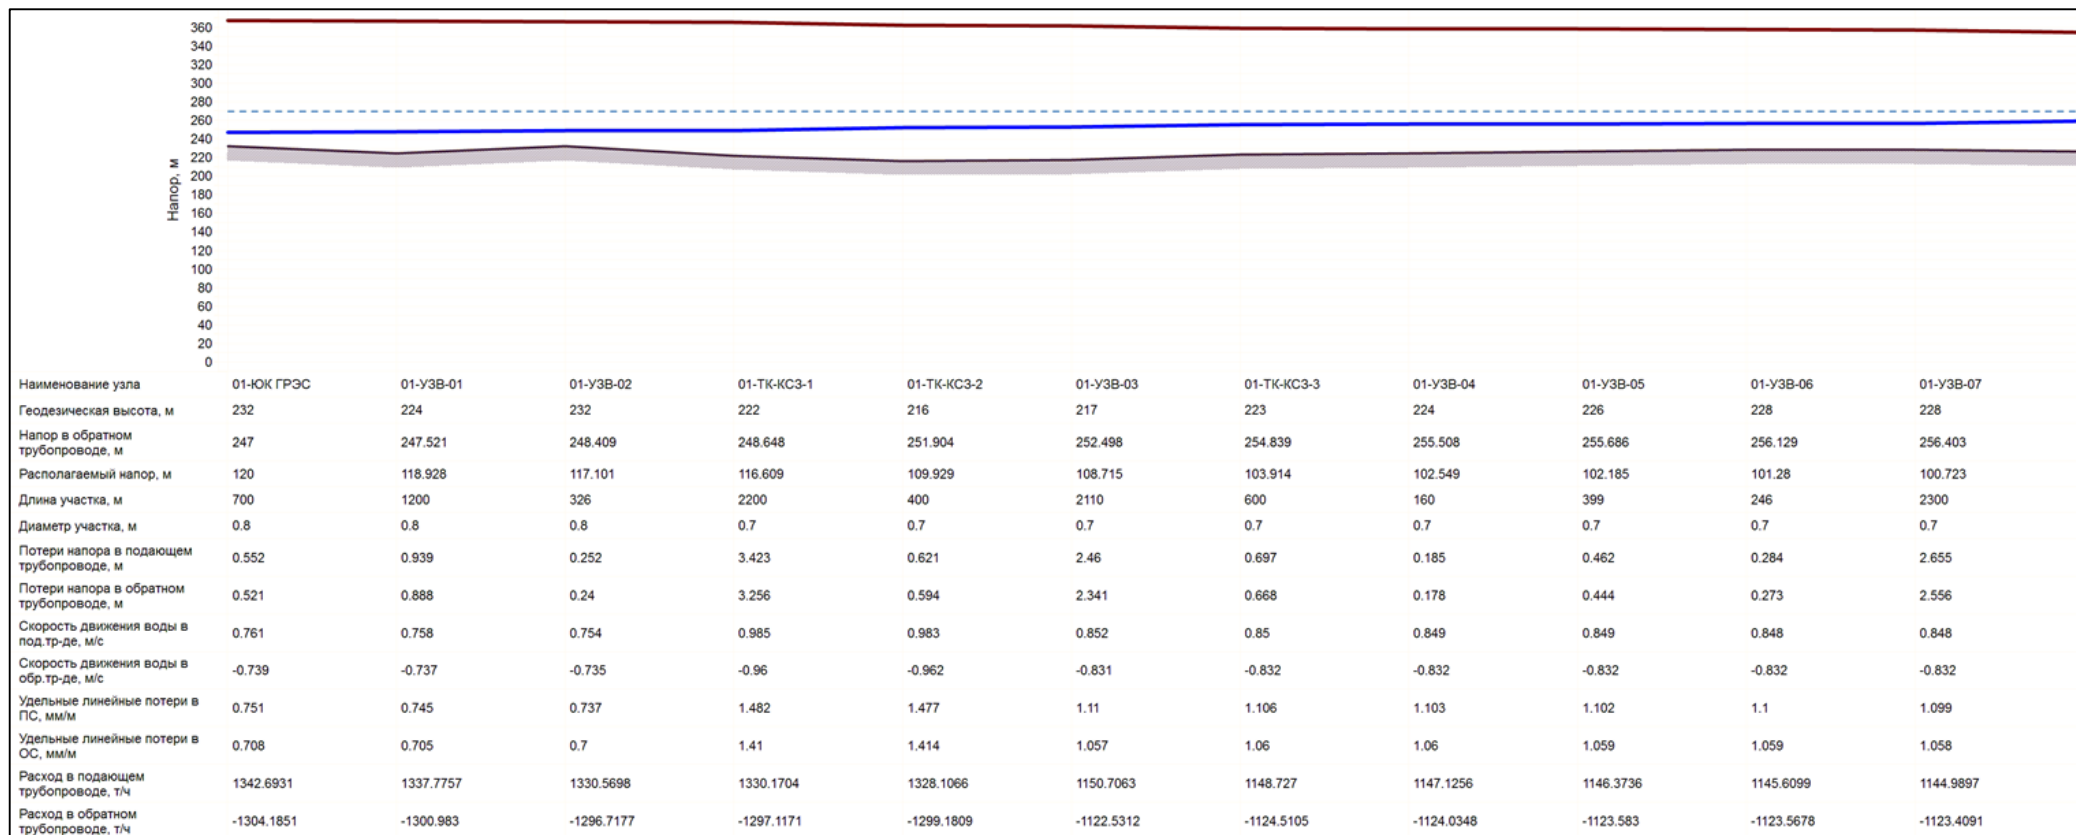 360
340
320
300
280
260
240
220
200
180
160
140
120
100
80
60
40
20
0
Напор, м
Наименование узла 01-ЮК ГРЭС 01-УЗВ-01 01-УЗВ-02 01-ТК-КСЗ-1 01-ТК-КСЗ-2 01-УЗВ-03 01-ТК-КСЗ-3 01-УЗВ-04 01-УЗВ-05 01-УЗВ-06 01-УЗВ-07
Геодезическая высота, м 232 224 232 222 216 217 223 224 226 228 228
Напор в обратном
трубопроводе, м 247 247.521 248.409 248.648 251.904 252.498 254.839 255.508 255.686 256.129 256.403
Располагаемый напор, м 120 118.928 117.101 116.609 109.929 108.715 103.914 102.549 102.185 101.28 100.723
Длина участка, м 700 1200 326 2200 400 2110 600 160 399 246 2300
Диаметр участка, м 0.8 0.8 0.8 0.7 0.7 0.7 0.7 0.7 0.7 0.7 0.7
Потери напора в подающем
трубопроводе, м 0.552 0.939 0.252 3.423 0.621 2.46 0.697 0.185 0.462 0.284 2.655
Потери напора в обратном
трубопроводе, м 0.521 0.888 0.24 3.256 0.594 2.341 0.668 0.178 0.444 0.273 2.556
Скорость движения воды в
под.тр-де, м/с 0.761 0.758 0.754 0.985 0.983 0.852 0.85 0.849 0.849 0.848 0.848
Скорость движения воды в
обр.тр-де, м/с -0.739 -0.737 -0.735 -0.96 -0.962 -0.831 -0.832 -0.832 -0.832 -0.832 -0.832
Удельные линейные потери в
ПС, мм/м 0.751 0.745 0.737 1.482 1.477 1.11 1.106 1.103 1.102 1.1 1.099
Удельные линейные потери в
ОС, мм/м 0.708 0.705 0.7 1.41 1.414 1.057 1.06 1.06 1.059 1.059 1.058
Расход в подающем
трубопроводе, т/ч 1342.6931 1337.7757 1330.5698 1330.1704 1328.1066 1150.7063 1148.727 1147.1256 1146.3736 1145.6099 1144.9897
Расход в обратном
трубопроводе, т/ч -1304.1851 -1300.983 -1296.7177 -1297.1171 -1299.1809 -1122.5312 -1124.5105 -1124.0348 -1123.583 -1123.5678 -1123.4091